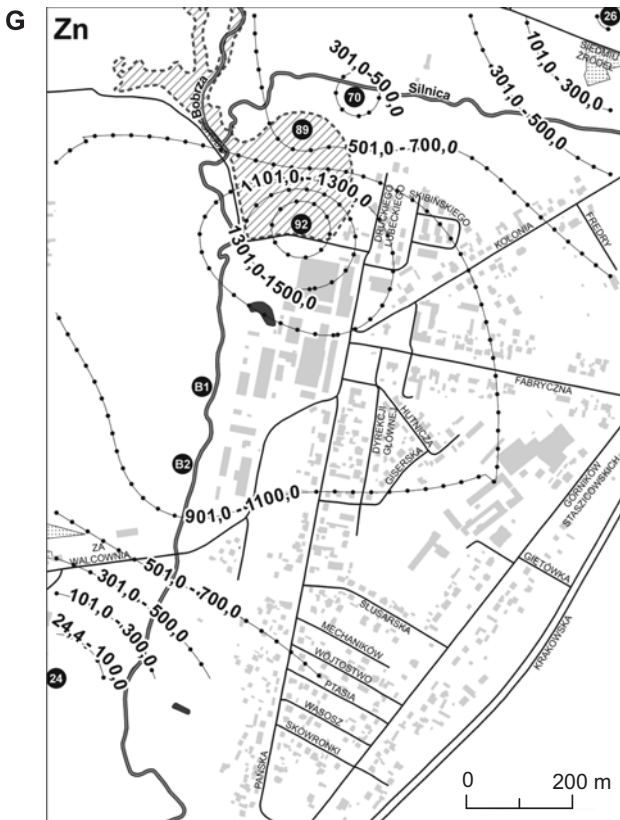 G
Zn
26
SIEDMIU
ŹRÓDEŁ
301,0-500,0
101,0 - 300,0
301,0 - 500,0
Bobrza
Silnica
70
89
501,0 - 700,0
1101,0 - 1300,0
92
1301,0-1500,0
DRUCKIEGO
LUBECKIEGO
SKIBIŃSKIEGO
KOLONIA
FREDRY
B1
FABRYCZNA
DYREKCJI
GŁÓWNEJ
HUTNICZA
GISERSKA
B2
GÓRNIKÓW
STASZICOWSKICH
901,0 - 1100,0
ZA
WALCOWNIĄ
501,0 - 700,0
301,0 - 500,0
101,0 - 300,0
24,4 - 100,0
24
GIĘTÓWKA
KRAKOWSKA
ŚLUSARSKA
MECHANIKÓW
WÓJTOSTWO
PTASIA
WĄSOSZ
SKOWRONKI
PAŃSKA
0 200 m